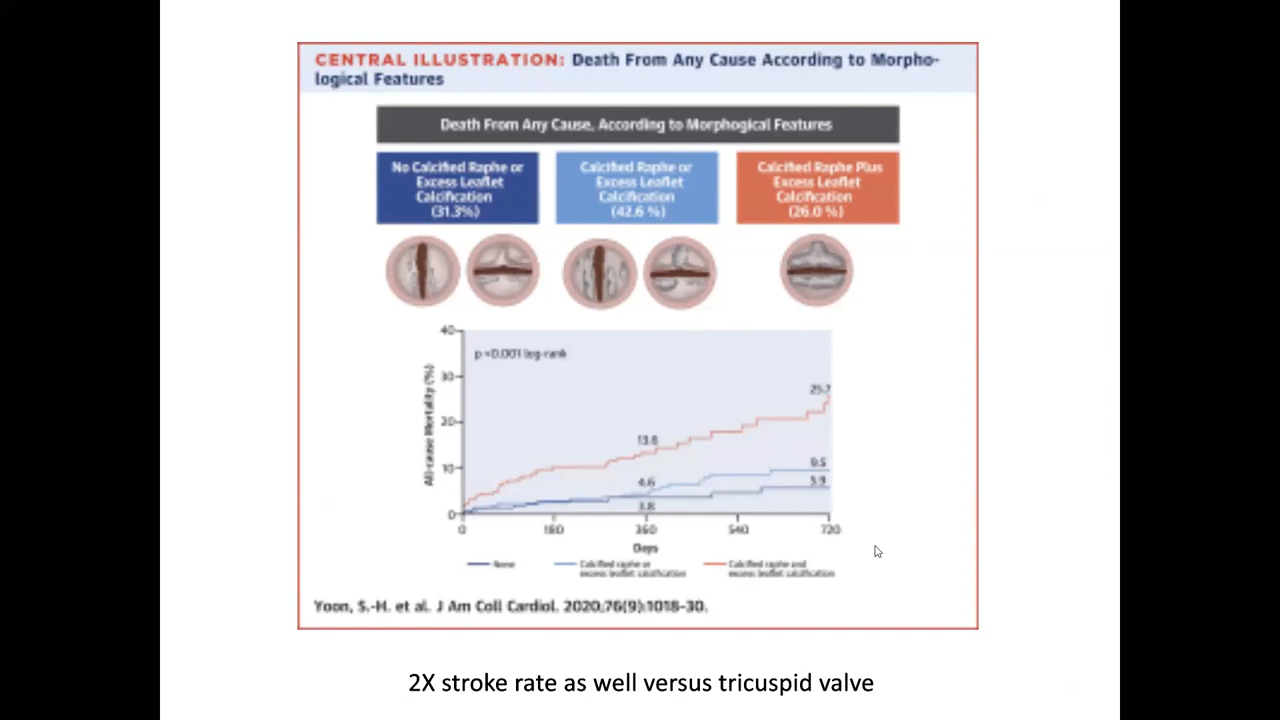 CENTRAL ILLUSTRATION: Death From Any Cause According to Morpho-
logical Features
Death From Any Cause, According to Morphogical Features
No Calcified Raphe or
Excess Leaflet
Calcification
(31.3%)
Calcified Raphe or
Excess Leaflet
Calcification
(42.6 %)
Calcified Raphe Plus
Excess Leaflet
Calcification
(26.0 %)
40
30
20
10
0
All-cause Mortality (%)
p <0.001 log-rank
25.7
13.6
9.5
4.6
5.9
3.8
0
180
360
540
720
Days
None
Calcified raphe or
excess leaflet calcification
Calcified raphe and
excess leaflet calcification
Yoon, S.-H. et al. J Am Coll Cardiol. 2020;76(9):1018-30.
2X stroke rate as well versus tricuspid valve